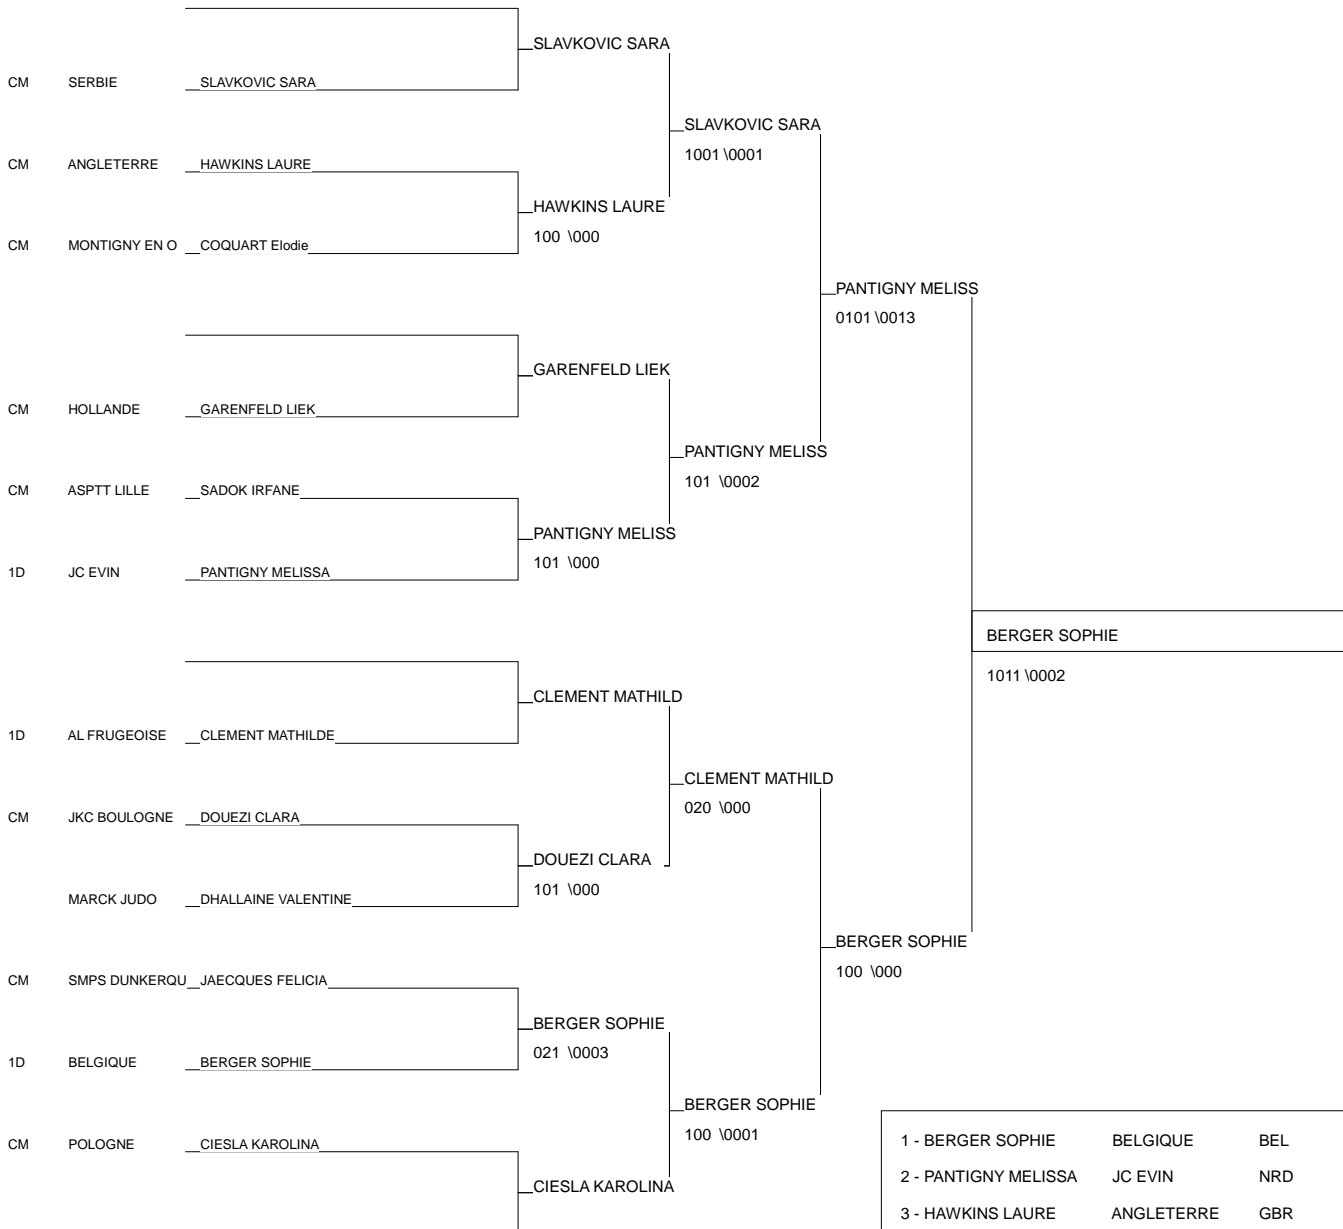 SLAVKOVIC SARA
CM SERBIE SLAVKOVIC SARA
SLAVKOVIC SARA
1001 \0001
CM ANGLETERRE HAWKINS LAURE
HAWKINS LAURE
100 \000
CM MONTIGNY EN O COQUART Elodie
PANTIGNY MELISS
0101 \0013
GARENFELD LIEK
CM HOLLANDE GARENFELD LIEK
PANTIGNY MELISS
101 \0002
CM ASPTT LILLE SADOK IRFANE
PANTIGNY MELISS
101 \000
1D JC EVIN PANTIGNY MELISSA
BERGER SOPHIE
1011 \0002
CLEMENT MATHILD
1D AL FRUGEOISE CLEMENT MATHILDE
CLEMENT MATHILD
020 \000
CM JKC BOULOGNE DOUEZI CLARA
DOUEZI CLARA
101 \000
MARCK JUDO DHALLAINE VALENTINE
BERGER SOPHIE
100 \000
CM SMPS DUNKERQU JAECQUES FELICIA
BERGER SOPHIE
021 \0003
1D BELGIQUE BERGER SOPHIE
BERGER SOPHIE
100 \0001
CM POLOGNE CIESLA KAROLINA
CIESLA KAROLINA
1 - BERGER SOPHIE BELGIQUE BEL
2 - PANTIGNY MELISSA JC EVIN NRD
3 - HAWKINS LAURE ANGLETERRE GBR